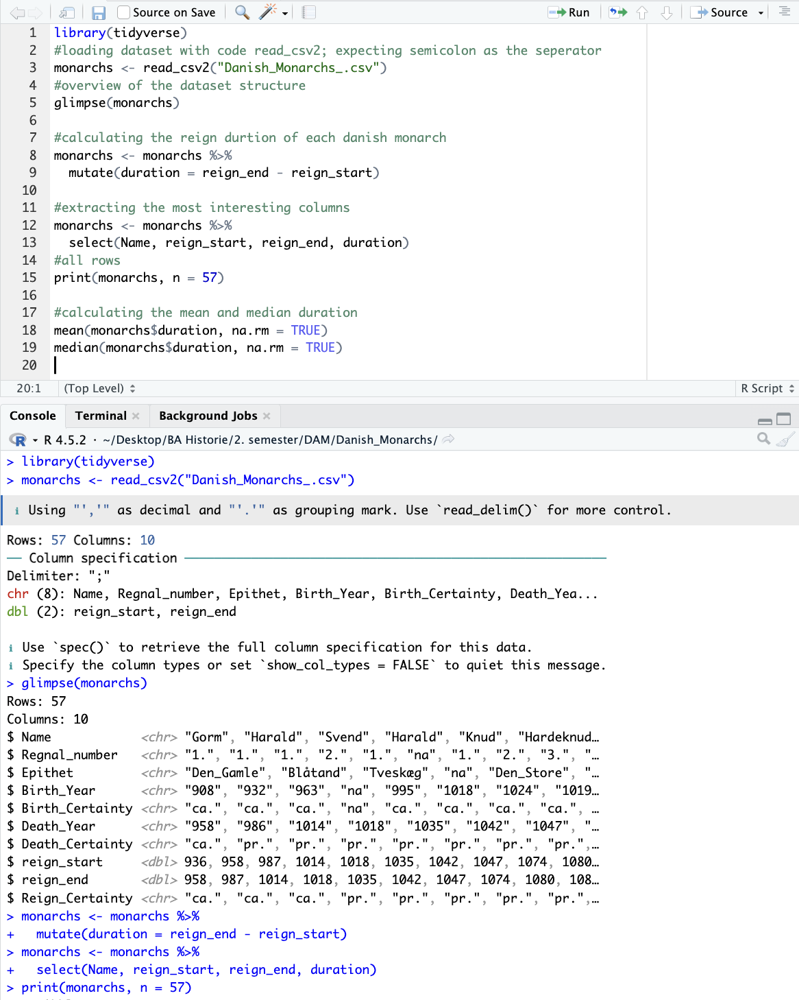 Source on Save
Run
Source
1 library(tidyverse)
2 #loading dataset with code read_csv2; expecting semicolon as the seperator
3 monarchs <- read_csv2("Danish_Monarchs_.csv")
4 #overview of the dataset structure
5 glimpse(monarchs)
6
7 #calculating the reign durtion of each danish monarch
8 monarchs <- monarchs %>%
9   mutate(duration = reign_end - reign_start)
10
11 #extracting the most interesting columns
12 monarchs <- monarchs %>%
13   select(Name, reign_start, reign_end, duration)
14 #all rows
15 print(monarchs, n = 57)
16
17 #calculating the mean and median duration
18 mean(monarchs$duration, na.rm = TRUE)
19 median(monarchs$duration, na.rm = TRUE)
20
20:1 (Top Level) R Script
Console Terminal Background Jobs
R R 4.5.2 · ~/Desktop/BA Historie/2. semester/DAM/Danish_Monarchs/
> library(tidyverse)
> monarchs <- read_csv2("Danish_Monarchs_.csv")
i Using "','" as decimal and "'.'" as grouping mark. Use `read_delim()` for more control.
Rows: 57 Columns: 10
── Column specification ──────────
Delimiter: ";"
chr (8): Name, Regnal_number, Epithet, Birth_Year, Birth_Certainty, Death_Yea...
dbl (2): reign_start, reign_end
i Use `spec()` to retrieve the full column specification for this data.
i Specify the column types or set `show_col_types = FALSE` to quiet this message.
> glimpse(monarchs)
Rows: 57
Columns: 10
$ Name <chr> "Gorm", "Harald", "Svend", "Harald", "Knud", "Hardeknud…
$ Regnal_number <chr> "1.", "1.", "1.", "2.", "1.", "na", "1.", "2.", "3.", "…
$ Epithet <chr> "Den_Gamle", "Blåtand", "Tveskæg", "na", "Den_Store", "…
$ Birth_Year <chr> "908", "932", "963", "na", "995", "1018", "1024", "1019…
$ Birth_Certainty <chr> "ca.", "ca.", "ca.", "na", "ca.", "ca.", "ca.", "ca.", …
$ Death_Year <chr> "958", "986", "1014", "1018", "1035", "1042", "1047", "…
$ Death_Certainty <chr> "ca.", "pr.", "pr.", "pr.", "pr.", "pr.", "pr.", "pr.",…
$ reign_start <dbl> 936, 958, 987, 1014, 1018, 1035, 1042, 1047, 1074, 1080…
$ reign_end <dbl> 958, 987, 1014, 1018, 1035, 1042, 1047, 1074, 1080, 108…
$ Reign_Certainty <chr> "ca.", "ca.", "ca.", "pr.", "pr.", "pr.", "pr.", "pr.",…
> monarchs <- monarchs %>%
+   mutate(duration = reign_end - reign_start)
> monarchs <- monarchs %>%
+   select(Name, reign_start, reign_end, duration)
> print(monarchs, n = 57)